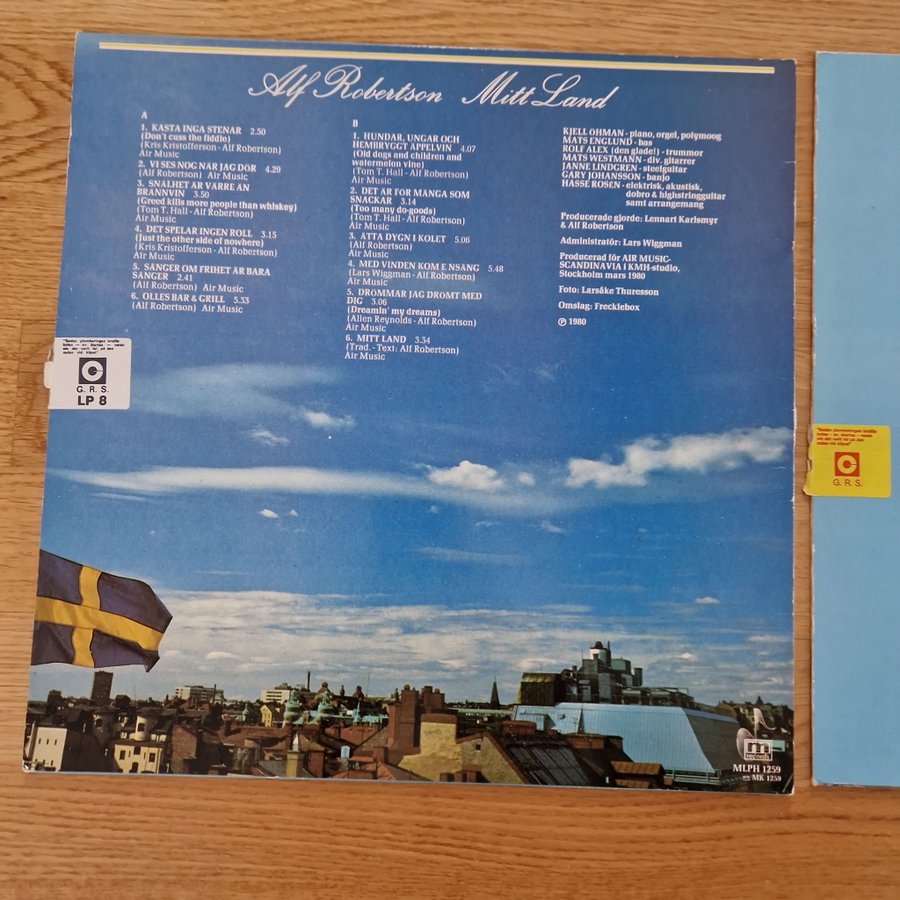 Alf Robertson Mitt Land
A
1. KASTA INGA STENAR 2.30
(Don't cuss the fiddle)
(Kris Kristofferson - Alf Robertson)
Air Music
2. VI SES NOG NÄR JAG DÖR 4.29
(Alf Robertson) Air Music
3. SNÅLHET ÄR VÄRRE ÄN
BRÄNNVIN 3.50
(Greed kills more people than whiskey)
(Tom T. Hall - Alf Robertson)
Air Music
4. DET SPELAR INGEN ROLL 3.15
(Just the other side of nowhere)
(Kris Kristofferson - Alf Robertson)
Air Music
5. SÅNGER OM FRIHET ÄR BARA
SÅNGER 2.41
(Alf Robertson) Air Music
6. OLLES BAR & GRILL 5.33
(Alf Robertson) Air Music
B
1. HUNDAR, UNGAR OCH
HEMBRYGGT ÄPPELVIN 4.07
(Old dogs and children and
watermelon vine)
(Tom T. Hall - Alf Robertson)
Air Music
2. DET ÄR FÖR MÅNGA SOM
SNACKAR 3.14
(Too many do-goods)
(Tom T. Hall - Alf Robertson)
Air Music
3. ÅTTA DYGN I KOLET 5.06
(Alf Robertson)
Air Music
4. MED VINDEN KOM EN SÅNG 5.48
(Lars Wiggman - Alf Robertson)
Air Music
5. DRÖMMAR JAG DRÖMT MED
DIG 3.06
(Dreamin' my dreams)
(Allen Reynolds - Alf Robertson)
Air Music
6. MITT LAND 3.34
(Trad. - Text: Alf Robertson)
Air Music
KJELL ÖHMAN - piano, orgel, polymoog
MATS ENGLUND - bas
ROLF ALEX (den glade!) - trummor
MATS WESTMANN - div. gitarrer
JANNE LINDGREN - steelguitar
GARY JOHANSSON - banjo
HASSE ROSÉN - elektrisk, akustisk,
dobro & highstringguitar
samt arrangemang
Producerade gjorde: Lennart Karlsmyr
& Alf Robertson
Administratör: Lars Wiggman
Producerad för AIR MUSIC-
SCANDINAVIA i KMH-studio,
Stockholm mars 1980
Foto: Larsåke Thuresson
Omslag: Frecklebox
℗ 1980
G. R. S.
LP 8
G. R. S.
m
records
MLPH 1259
MK 1259